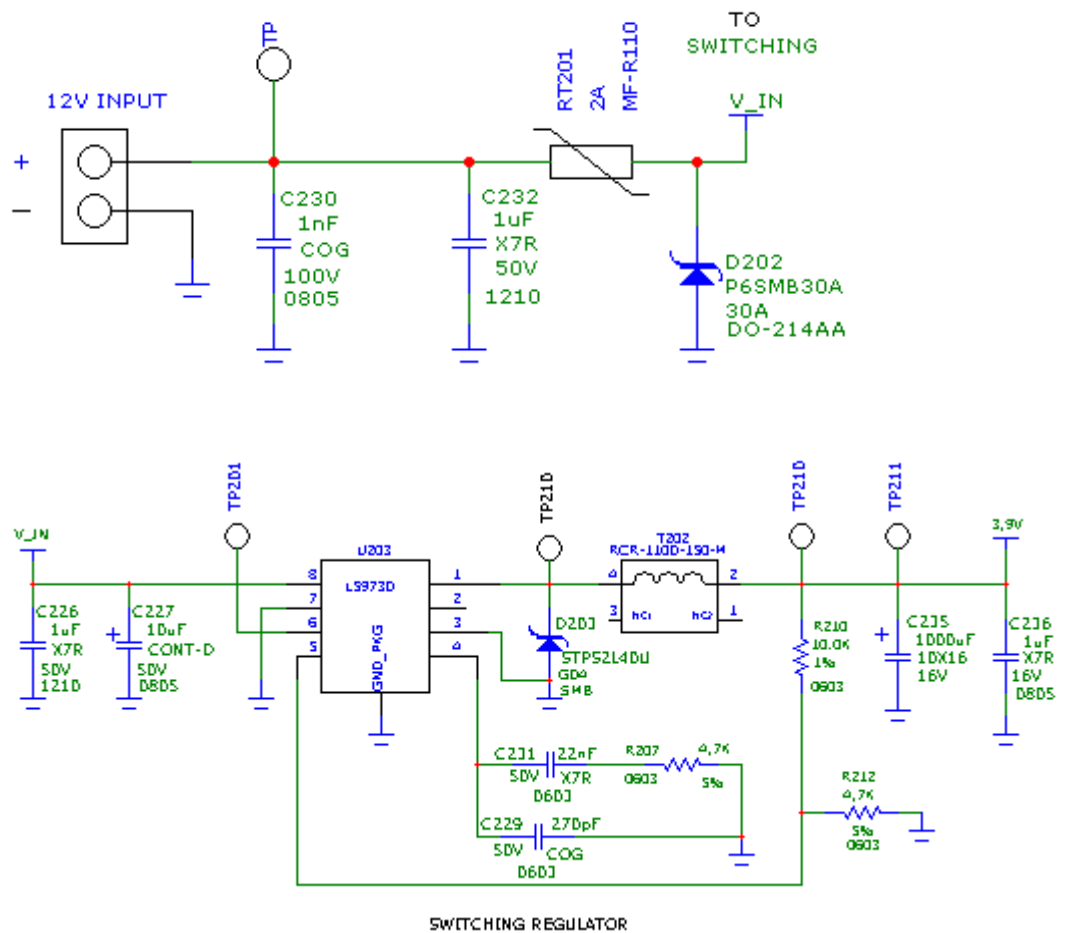 TP
TO
SWITCHING
12V INPUT
RT201
2A
MF-R110
V_IN
+
−
C230
1nF
COG
100V
0805
C232
1uF
X7R
50V
1210
D202
P6SMB30A
30A
DO-214AA
TP201
TP210
TP210
TP211
V_IN
U203
T202
RCR-110D-150-M
3,9V
8
7
6
5
L5973D
GND_PKG
1
2
3
4
4
2
3
NC1
NC2
1
C226
1uF
X7R
50V
1210
+
C227
10uF
CONT-D
50V
0805
D203
STPS2L40U
GD4
SMB
R210
10.0K
1%
0603
+
C235
1000uF
10X16
16V
C236
1uF
X7R
16V
0805
C231
22nF
50V
X7R
0603
R207
4,7K
0603
5%
C229
270pF
50V
COG
0603
R212
4,7K
5%
0603
SWITCHING REGULATOR